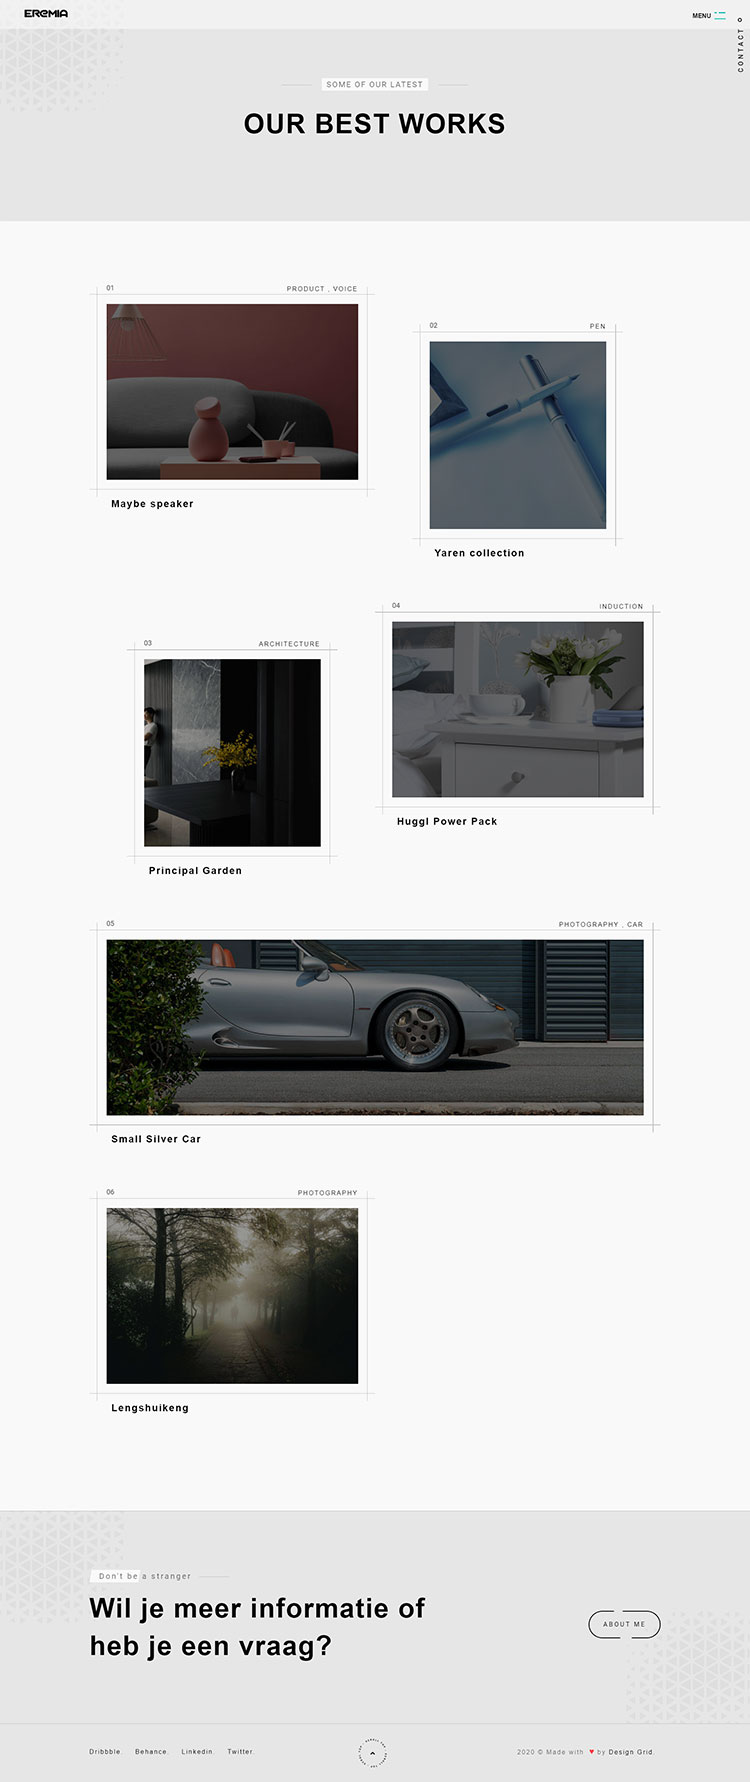 EREMIA
MENU
CONTACT
SOME OF OUR LATEST
OUR BEST WORKS
01
PRODUCT , VOICE
Maybe speaker
02
PEN
Yaren collection
03
ARCHITECTURE
Principal Garden
04
INDUCTION
Huggl Power Pack
05
PHOTOGRAPHY , CAR
Small Silver Car
06
PHOTOGRAPHY
Lengshuikeng
Don't be a stranger
Wil je meer informatie of
heb je een vraag?
ABOUT ME
Dribbble.
Behance.
Linkedin.
Twitter.
2020 © Made with ♥ by Design Grid.